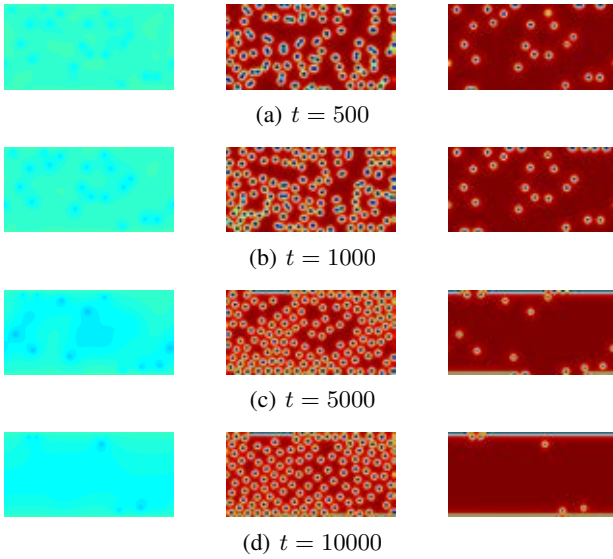 (a) t = 500
(b) t = 1000
(c) t = 5000
(d) t = 10000